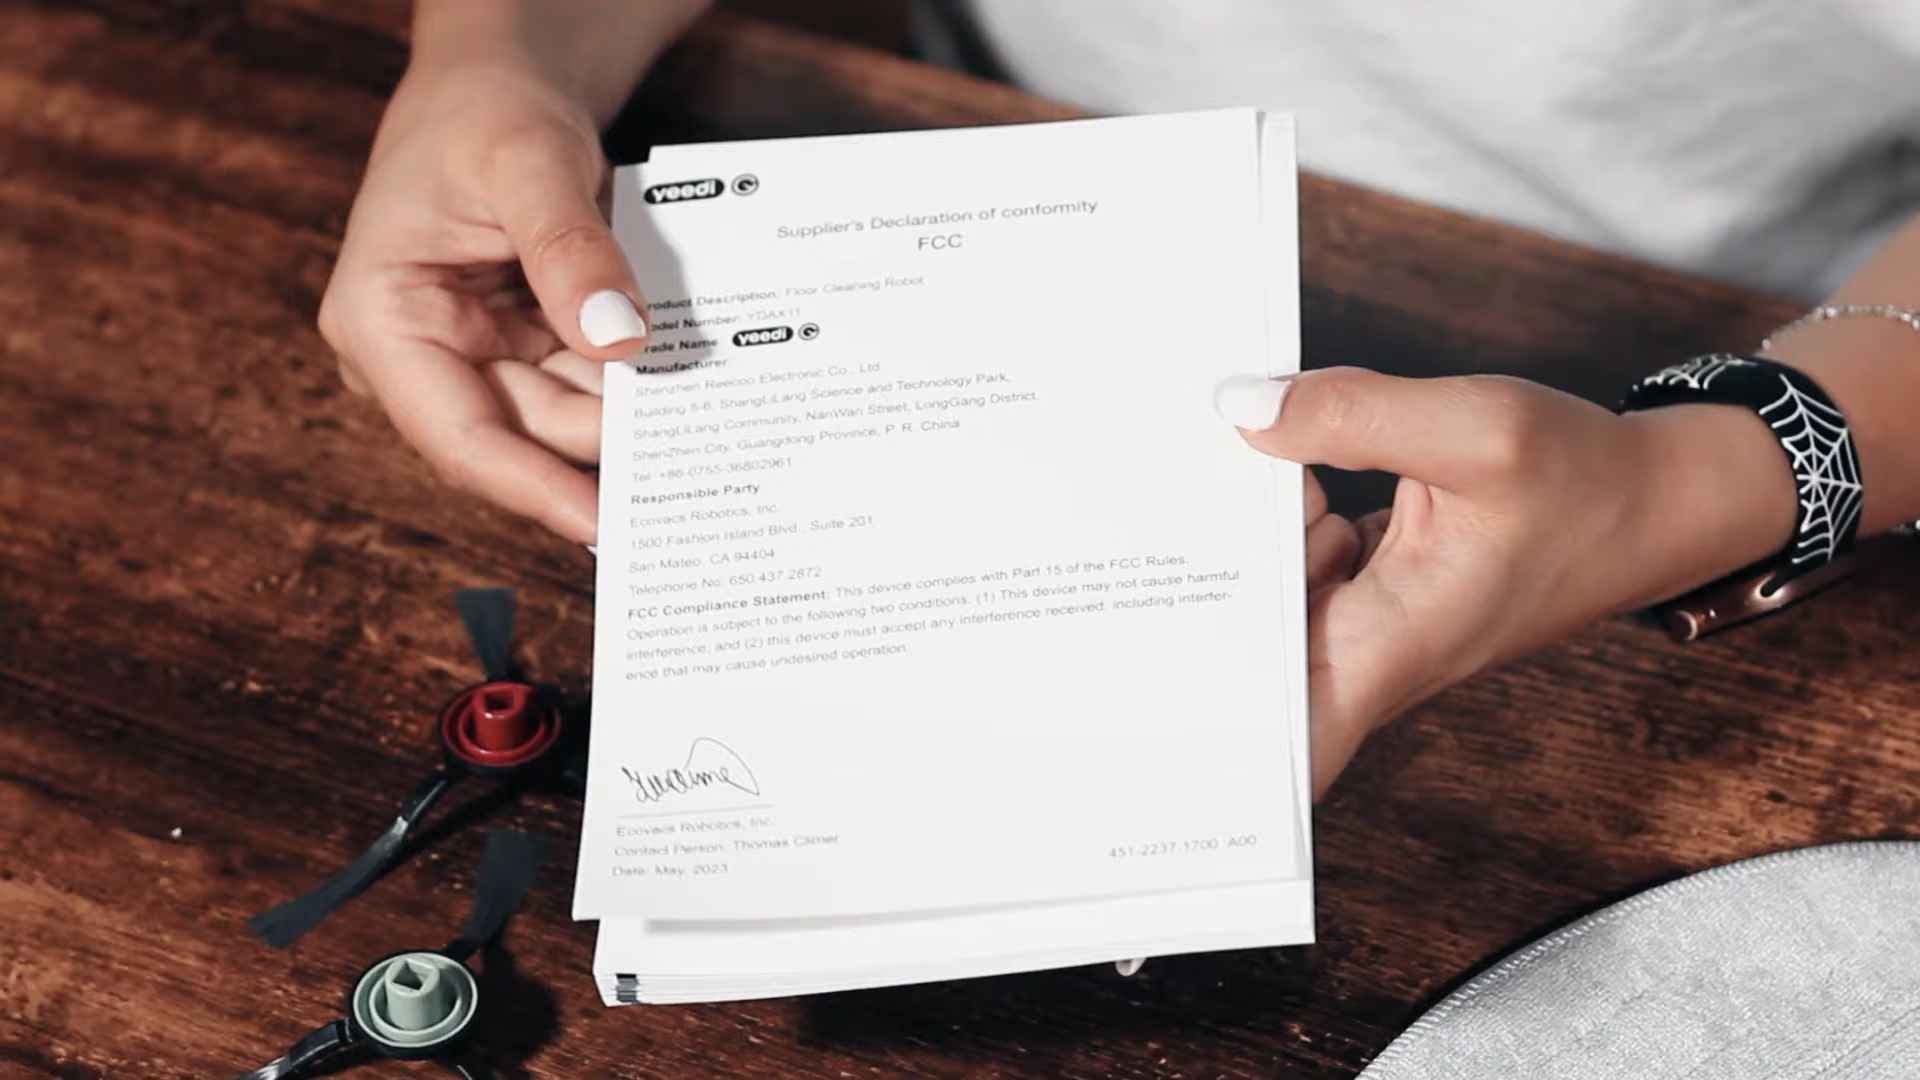 yeedi
Supplier's Declaration of conformity
FCC
roduct Description: Floor Cleaning Robot
odel Number: YDAX11
rade Name yeedi
Manufacturer
Shenzhen Reecoo Electronic Co., Ltd
Building 5-6, ShangLiLang Science and Technology Park,
ShangLiLang Community, NanWan Street, LongGang District,
ShenZhen City, Guangdong Province, P. R. China
Tel: +86-0755-36802961
Responsible Party
Ecovacs Robotics, Inc.
1500 Fashion Island Blvd., Suite 201
San Mateo, CA 94404
Telephone No: 650.437.2872
FCC Compliance Statement: This device complies with Part 15 of the FCC Rules.
Operation is subject to the following two conditions: (1) This device may not cause harmful
interference, and (2) this device must accept any interference received, including interfer-
ence that may cause undesired operation.
Ecovacs Robotics, Inc.
Contact Person: Thomas Climer
Date: May, 2023
451-2237-1700 A00